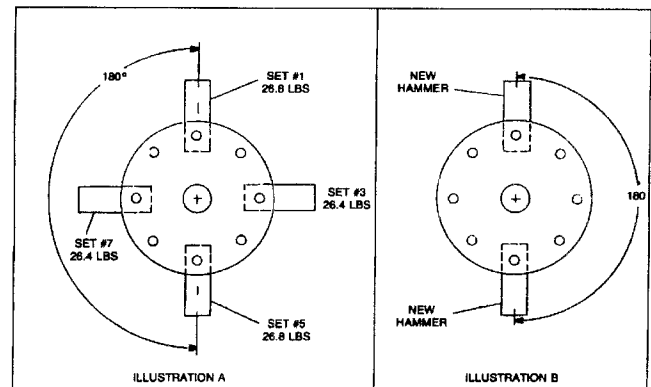 180°
SET #1
26.8 LBS
SET #3
26.4 LBS
SET #7
26.4 LBS
SET #5
26.8 LBS
ILLUSTRATION A
NEW
HAMMER
180
NEW
HAMMER
ILLUSTRATION B